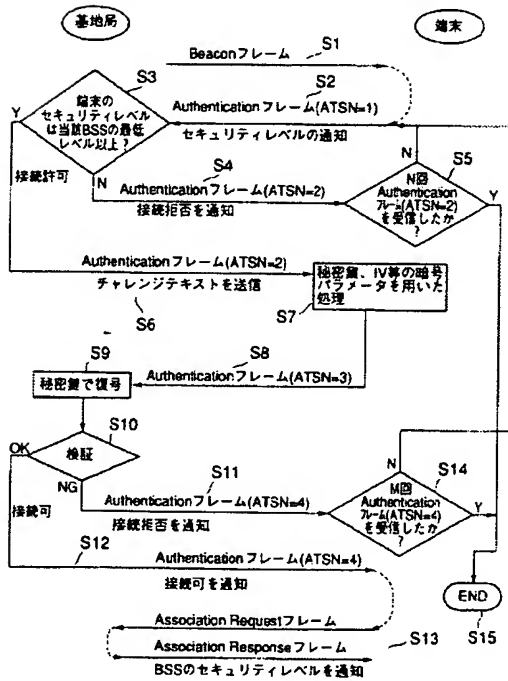 基地局
端末
S1
Beaconフレーム
S2
S3
Authenticationフレーム(ATSN=1)
セキュリティレベルの通知
端末の
セキュリティレベル
は当該BSSの最低
レベル以上?
Y
接続許可
N
S4
Authenticationフレーム(ATSN=2)
接続拒否を通知
S5
N
N回
Authentication
フレーム(ATSN=2)
を受信したか
?
Y
Authenticationフレーム(ATSN=2)
チャレンジテキストを送信
S6
秘密鍵、IV等の暗号
パラメータを用いた
処理
S7
S8
Authenticationフレーム(ATSN=3)
S9
秘密鍵で復号
S10
検証
OK
接続可
NG
S11
Authenticationフレーム(ATSN=4)
接続拒否を通知
N
S14
M回
Authentication
フレーム(ATSN=4)
を受信したか
?
Y
S12
Authenticationフレーム(ATSN=4)
接続可を通知
END
S15
Association Requestフレーム
Association Responseフレーム
S13
BSSのセキュリティレベルを通知